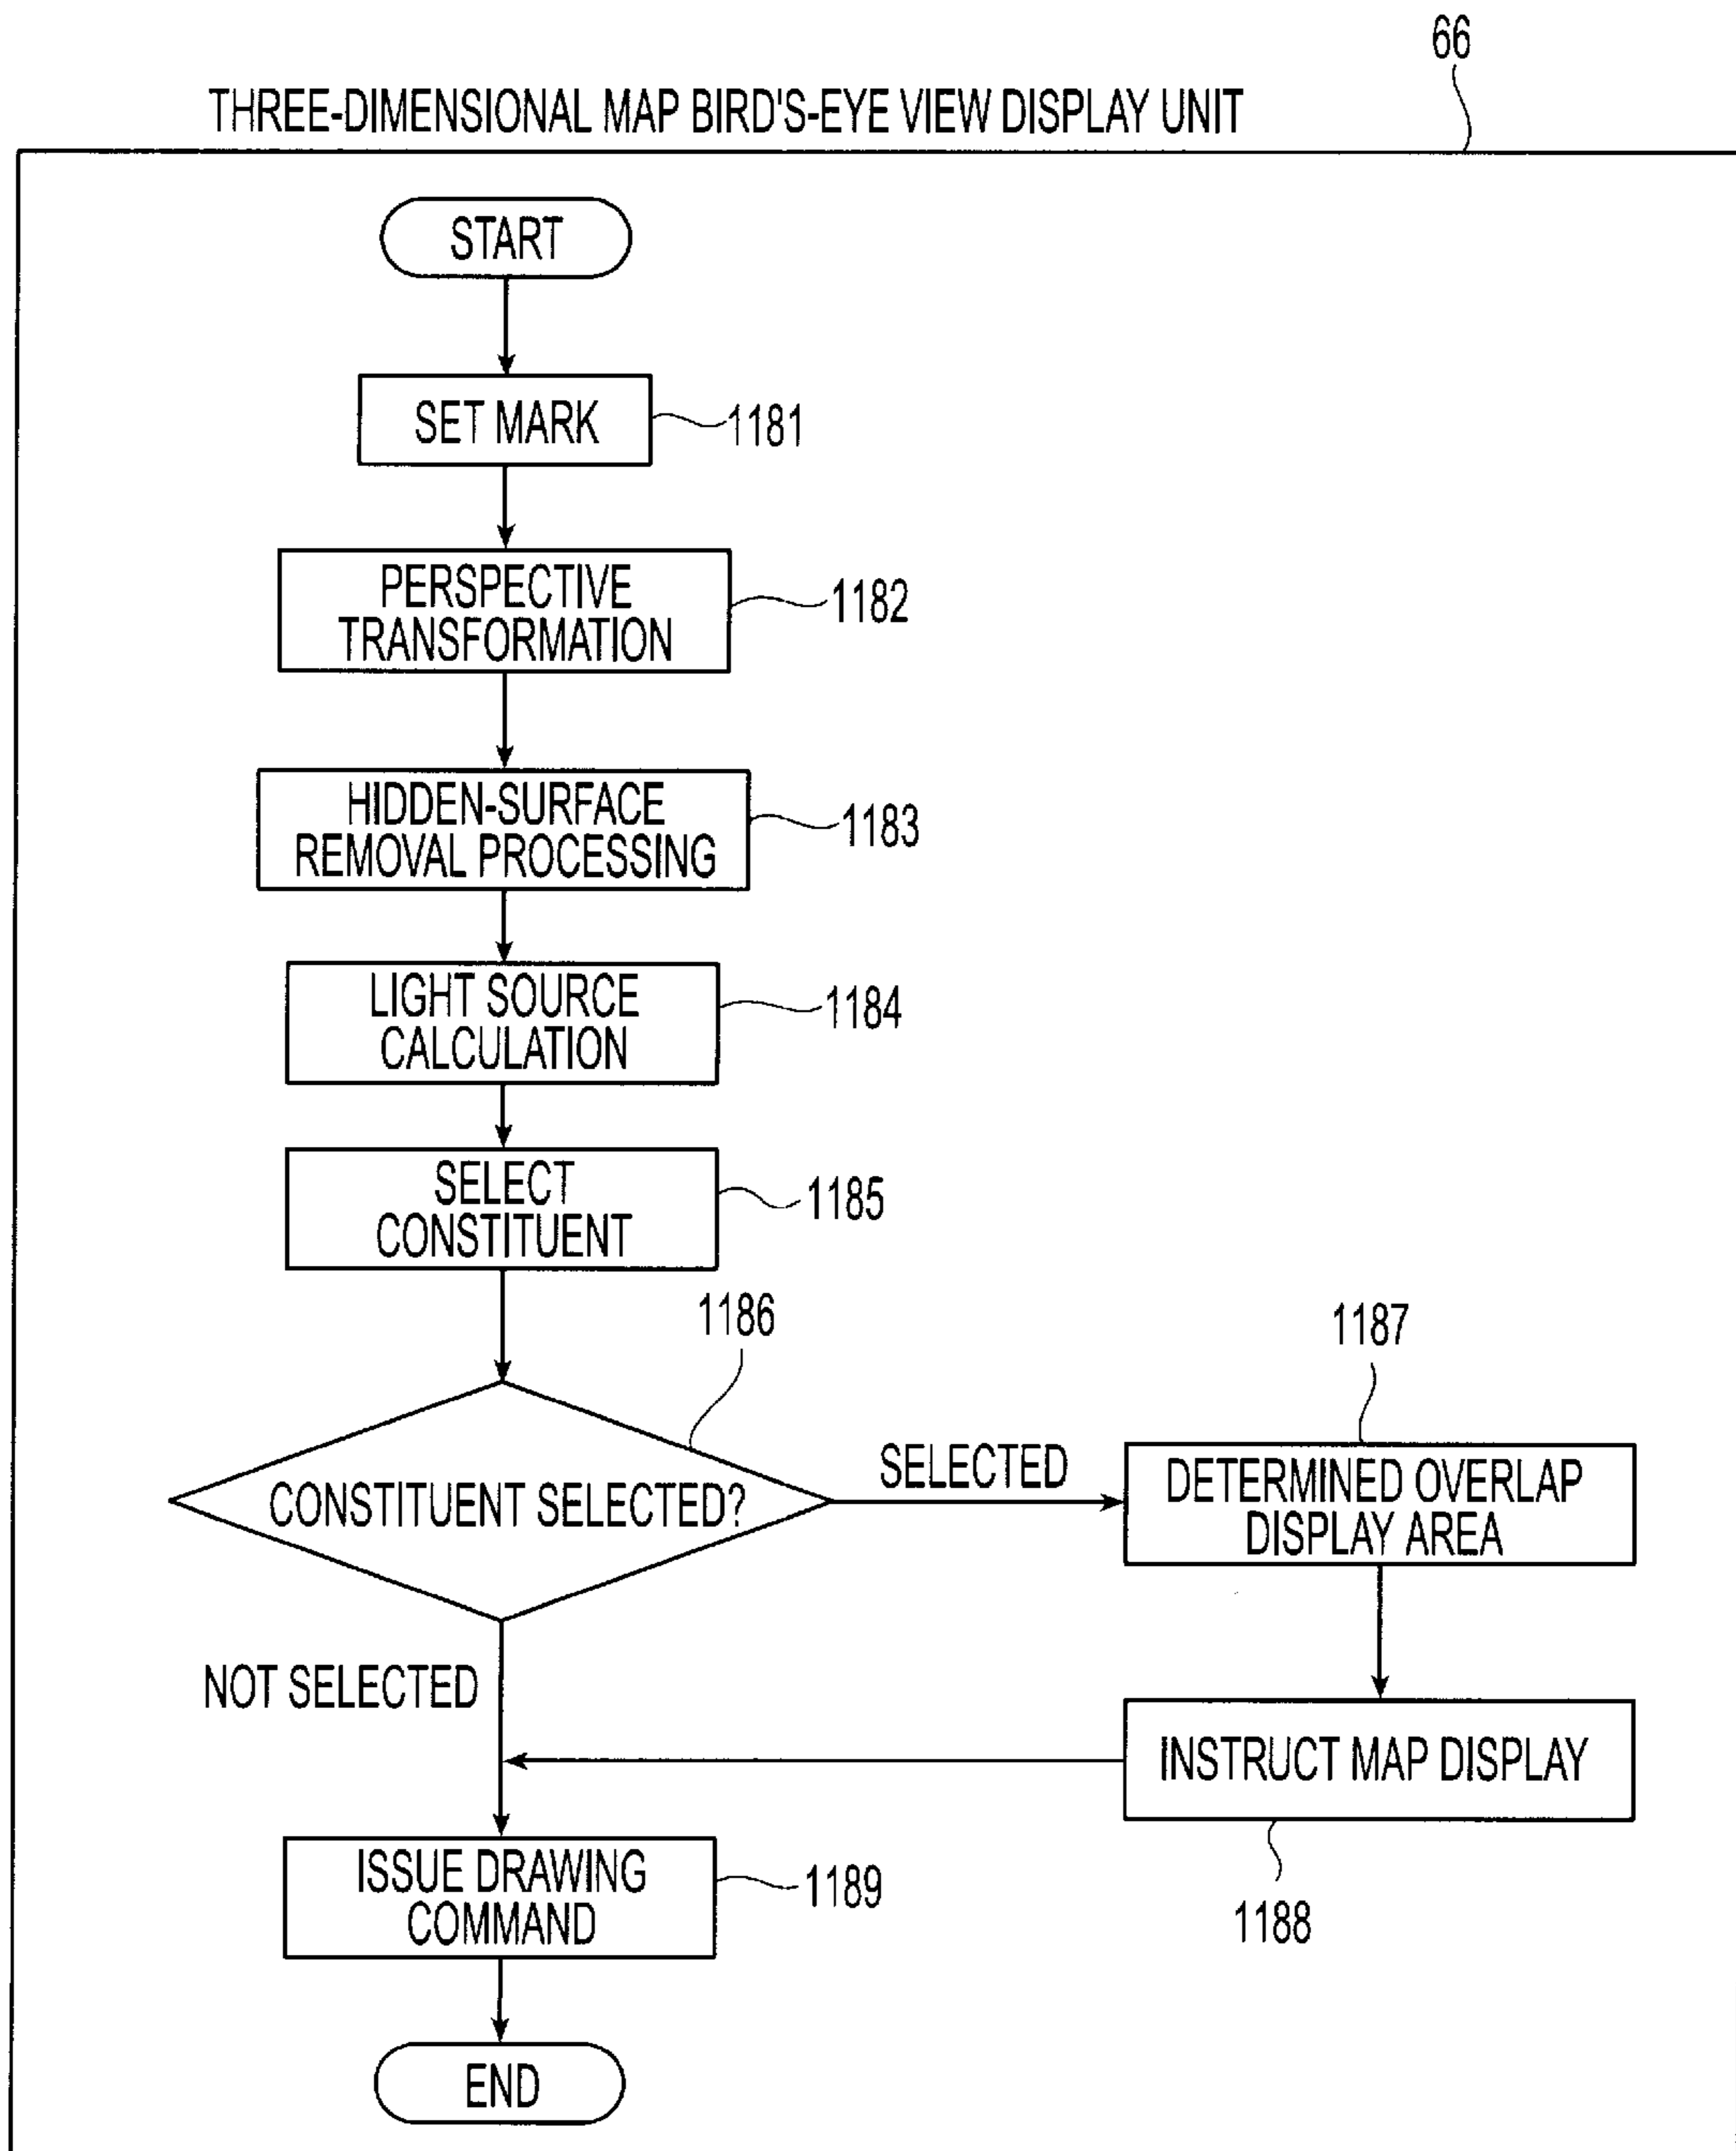 66
THREE-DIMENSIONAL MAP BIRD'S-EYE VIEW DISPLAY UNIT
START
SET MARK
1181
PERSPECTIVE
TRANSFORMATION
1182
HIDDEN-SURFACE
REMOVAL PROCESSING
1183
LIGHT SOURCE
CALCULATION
1184
SELECT
CONSTITUENT
1185
1186
CONSTITUENT SELECTED?
SELECTED
1187
DETERMINED OVERLAP
DISPLAY AREA
NOT SELECTED
INSTRUCT MAP DISPLAY
1188
ISSUE DRAWING
COMMAND
1189
END